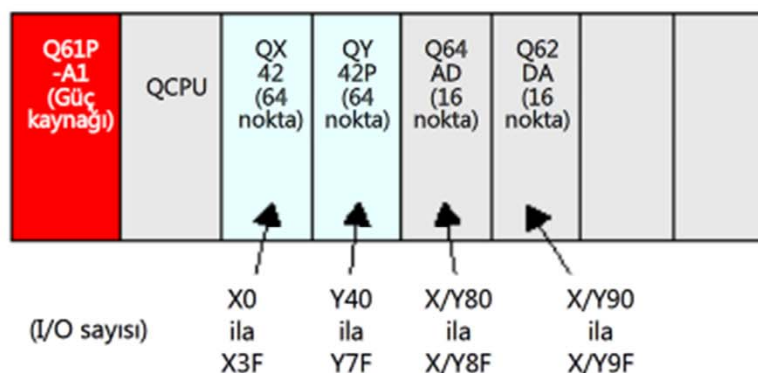 Q61P
-A1
(Güç
kaynağı)
QCPU
QX
42
(64
nokta)
QY
42P
(64
nokta)
Q64
AD
(16
nokta)
Q62
DA
(16
nokta)
(I/O sayısı)
X0
ila
X3F
Y40
ila
Y7F
X/Y80
ila
X/Y8F
X/Y90
ila
X/Y9F